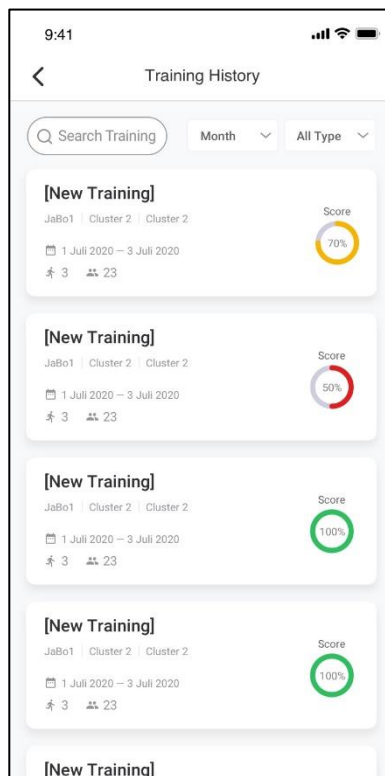 9:41
Training History
Search Training Month All Type
[New Training]
JaBo1 Cluster 2 Cluster 2
Score
70%
1 Juli 2020 — 3 Juli 2020
3 23
[New Training]
JaBo1 Cluster 2 Cluster 2
Score
50%
1 Juli 2020 — 3 Juli 2020
3 23
[New Training]
JaBo1 Cluster 2 Cluster 2
Score
100%
1 Juli 2020 — 3 Juli 2020
3 23
[New Training]
JaBo1 Cluster 2 Cluster 2
Score
100%
1 Juli 2020 — 3 Juli 2020
3 23
[New Training]